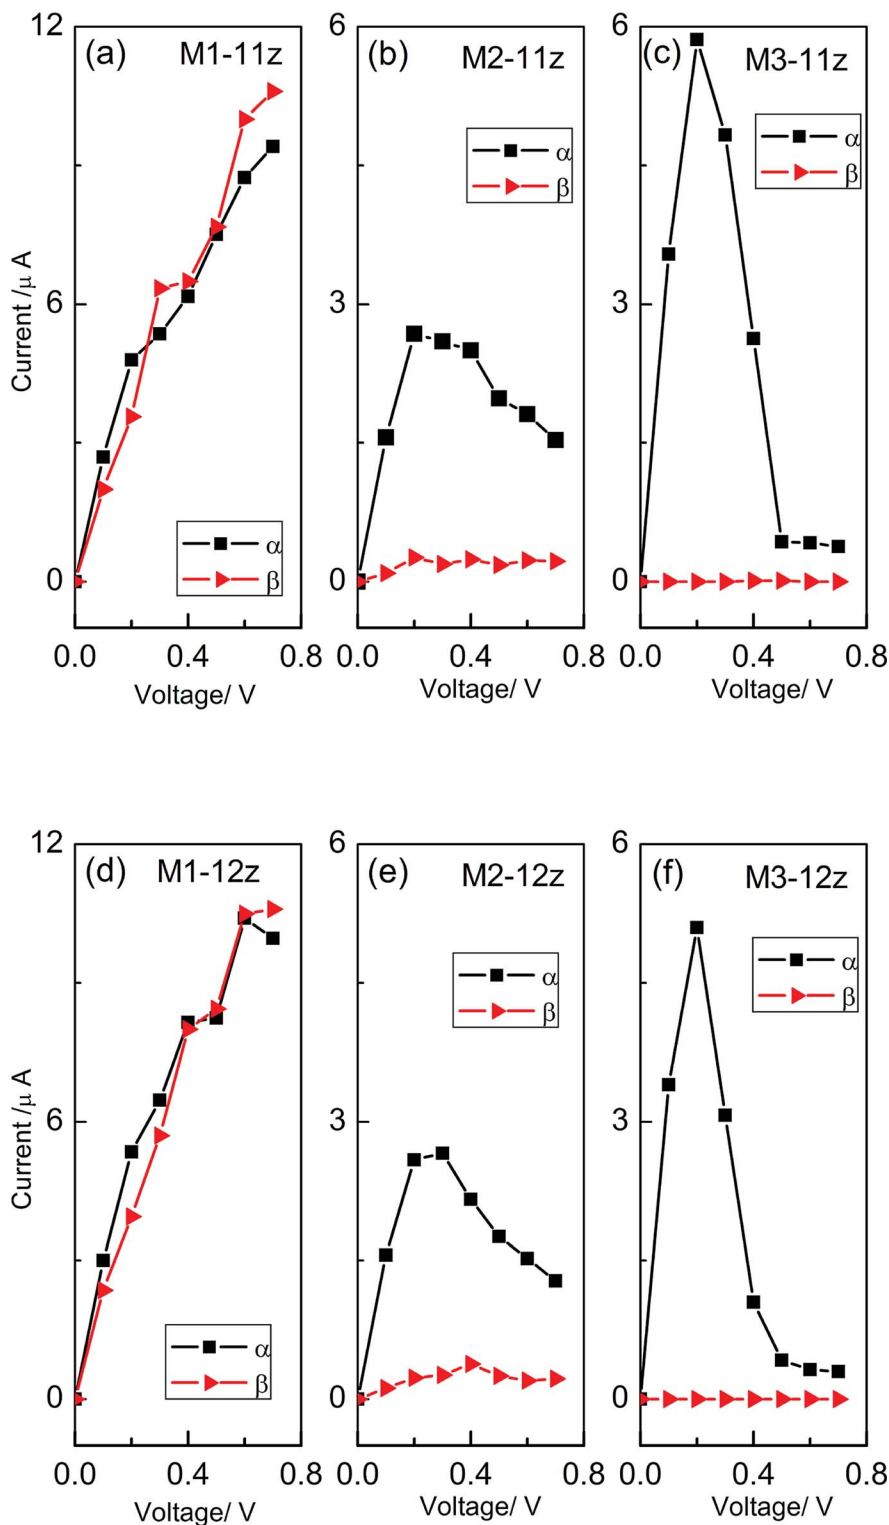 12
(a)
M1-11z
6
0
Current /μ A
α
β
0.0
0.4
0.8
Voltage/ V
6
(b)
M2-11z
3
0
α
β
0.0
0.4
0.8
Voltage/ V
6
(c)
M3-11z
3
0
α
β
0.0
0.4
0.8
Voltage/ V
12
(d)
M1-12z
6
0
Current /μ A
α
β
0.0
0.4
0.8
Voltage/ V
6
(e)
M2-12z
3
0
α
β
0.0
0.4
0.8
Voltage/ V
6
(f)
M3-12z
3
0
α
β
0.0
0.4
0.8
Voltage/ V